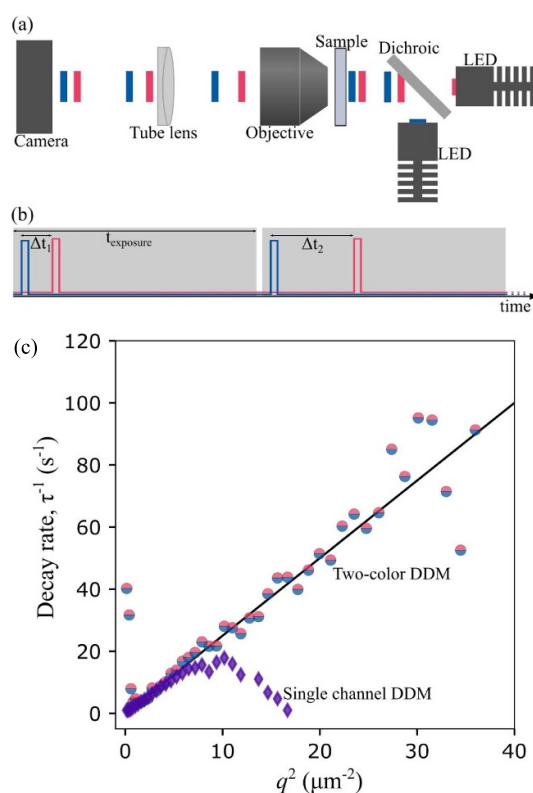 (a)
Sample
Dichroic
LED
Camera
Tube lens
Objective
LED
(b)
t_exposure
Δt₁
Δt₂
time
(c)
120
100
80
60
40
20
0
Decay rate, τ⁻¹ (s⁻¹)
Two-color DDM
Single channel DDM
0 10 20 30 40
q² (μm⁻²)